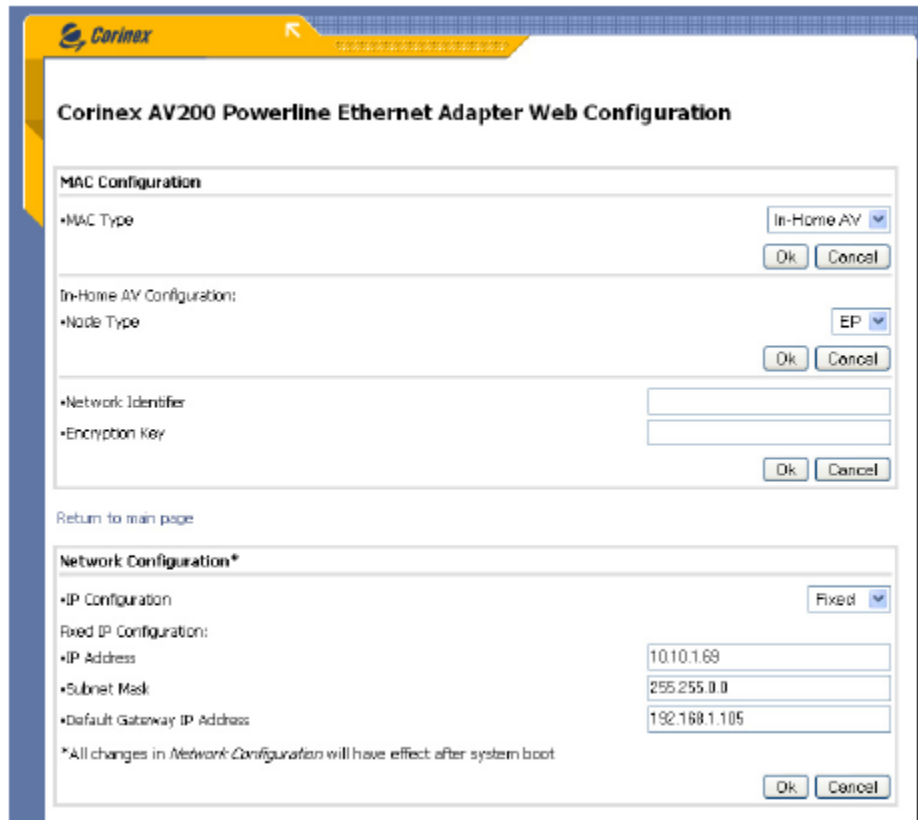 Corinex
Corinex AV200 Powerline Ethernet Adapter Web Configuration
MAC Configuration
•MAC Type In-Home AV
Ok Cancel
In-Home AV Configuration:
•Node Type EP
Ok Cancel
•Network Identifier
•Encryption Key
Ok Cancel
Return to main page
Network Configuration*
•IP Configuration Fixed
Fixed IP Configuration:
•IP Address 10.10.1.69
•Subnet Mask 255.255.0.0
•Default Gateway IP Address 192.168.1.105
*All changes in Network Configuration will have effect after system boot
Ok Cancel